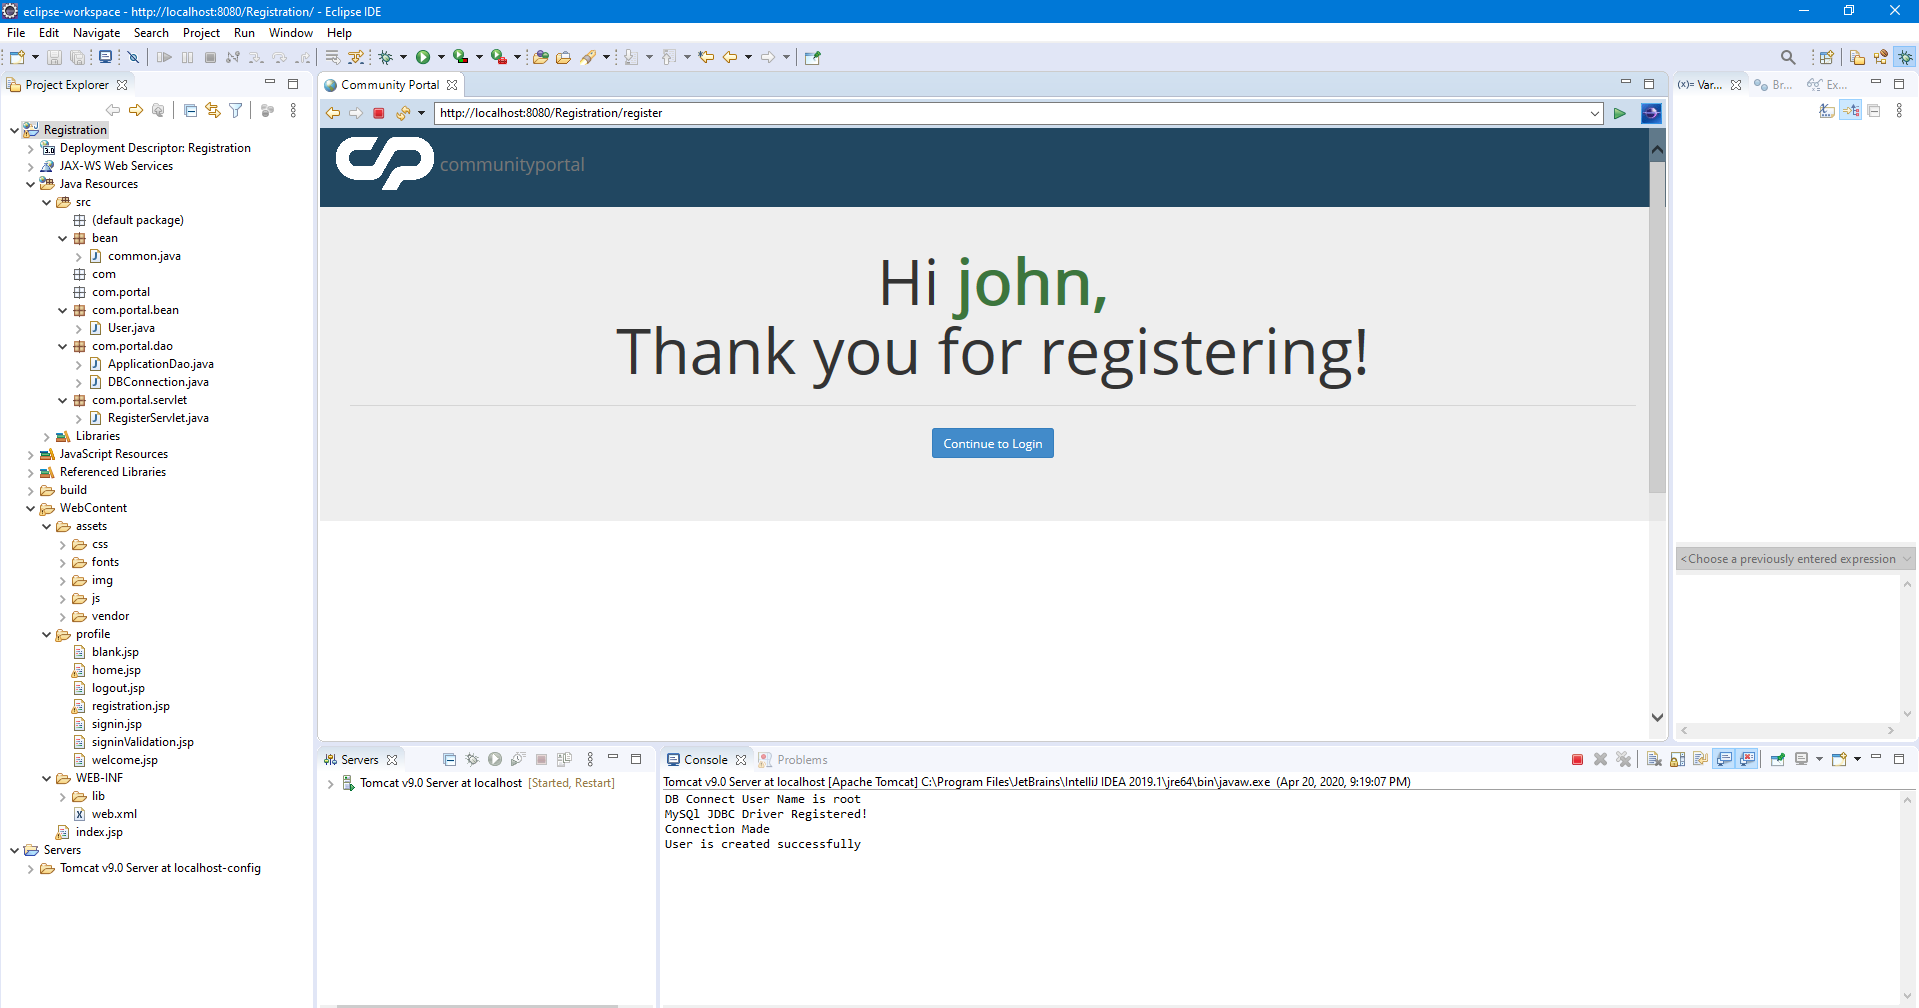 eclipse-workspace - http://localhost:8080/Registration/ - Eclipse IDE
File Edit Navigate Search Project Run Window Help
Project Explorer
Registration
Deployment Descriptor: Registration
3.0
JAX-WS Web Services
Java Resources
src
(default package)
bean
common.java
com
com.portal
com.portal.bean
User.java
com.portal.dao
ApplicationDao.java
DBConnection.java
com.portal.servlet
RegisterServlet.java
Libraries
JavaScript Resources
Referenced Libraries
build
WebContent
assets
css
fonts
img
js
vendor
profile
blank.jsp
home.jsp
logout.jsp
registration.jsp
signin.jsp
signinValidation.jsp
welcome.jsp
WEB-INF
lib
web.xml
index.jsp
Servers
Tomcat v9.0 Server at localhost-config
Community Portal
http://localhost:8080/Registration/register
cp communityportal
Hi john,
Thank you for registering!
Continue to Login
(x)= Var... Br... Ex...
<Choose a previously entered expression
Servers
Tomcat v9.0 Server at localhost [Started, Restart]
Console Problems
Tomcat v9.0 Server at localhost [Apache Tomcat] C:\Program Files\JetBrains\IntelliJ IDEA 2019.1\jre64\bin\javaw.exe (Apr 20, 2020, 9:19:07 PM)
DB Connect User Name is root
MySQl JDBC Driver Registered!
Connection Made
User is created successfully